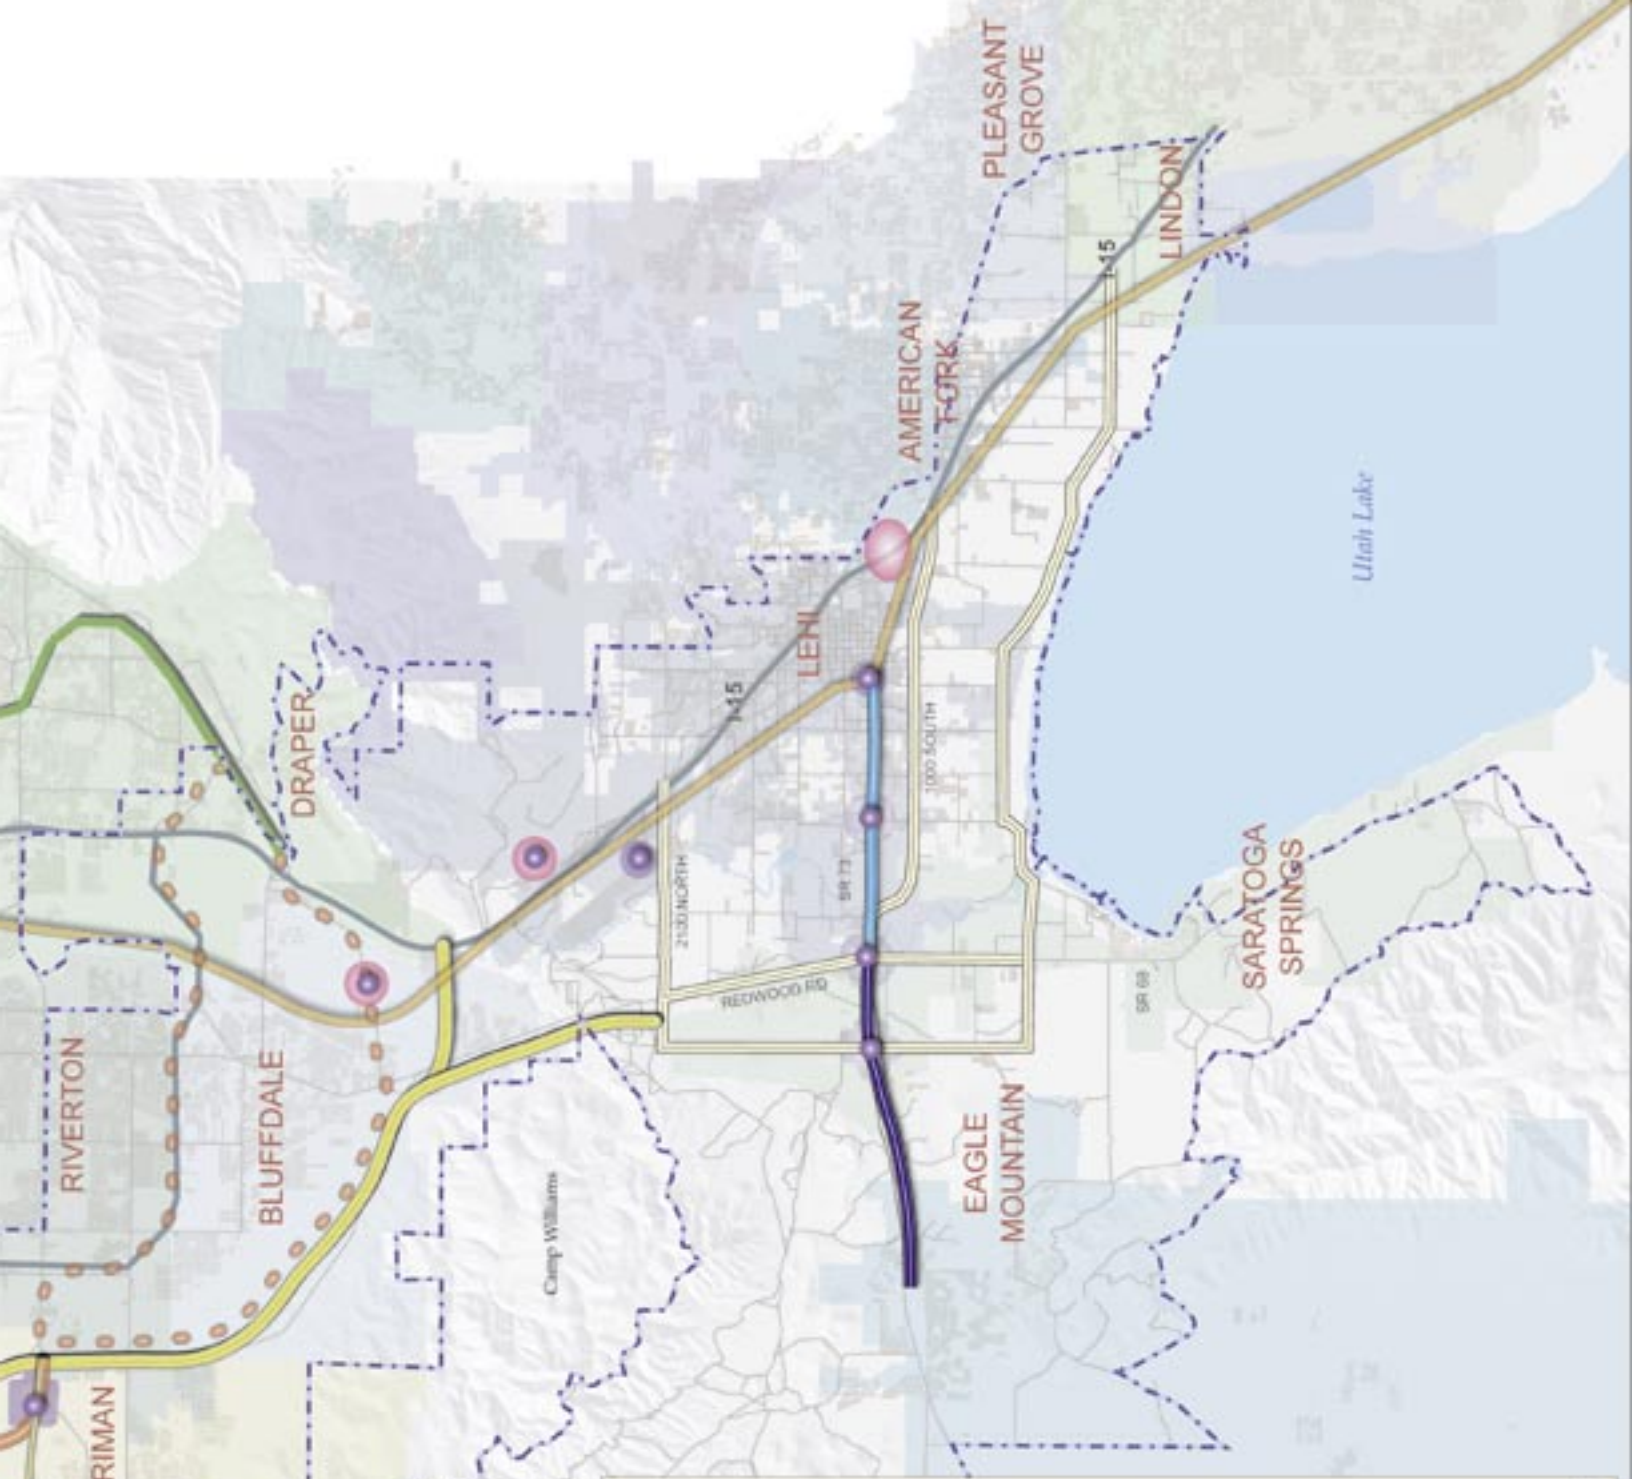 PLEASANT
GROVE
LINDON
I-15
AMERICAN
FORK
Utah Lake
LEHI
I-15
DRAPER
1000 SOUTH
2100 NORTH
SR 73
SARATOGA
SPRINGS
REDWOOD RD
SR 68
RIVERTON
BLUFFDALE
EAGLE
MOUNTAIN
Camp Williams
RIMAN